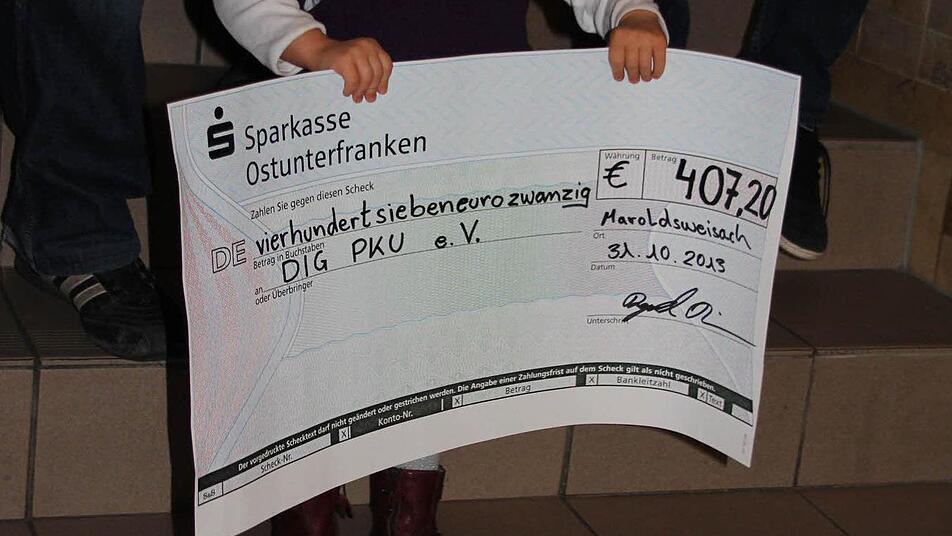 Sparkasse
Ostunterfranken
Zahlen Sie gegen diesen Scheck
Währung Betrag
€ 407,20
DE vierhundertsiebeneurozwanzig
Betrag in Buchstaben
Maroldsweisach
Ort
an DIG PKU e.V.
oder Überbringer
31.10.2013
Datum
Unterschrift
Der vorgedruckte Schecktext darf nicht geändert oder gestrichen werden. Die Angabe einer Zahlungsfrist auf dem Scheck gilt als nicht geschrieben.
Scheck-Nr. X Konto-Nr. X Betrag X Bankleitzahl X Text